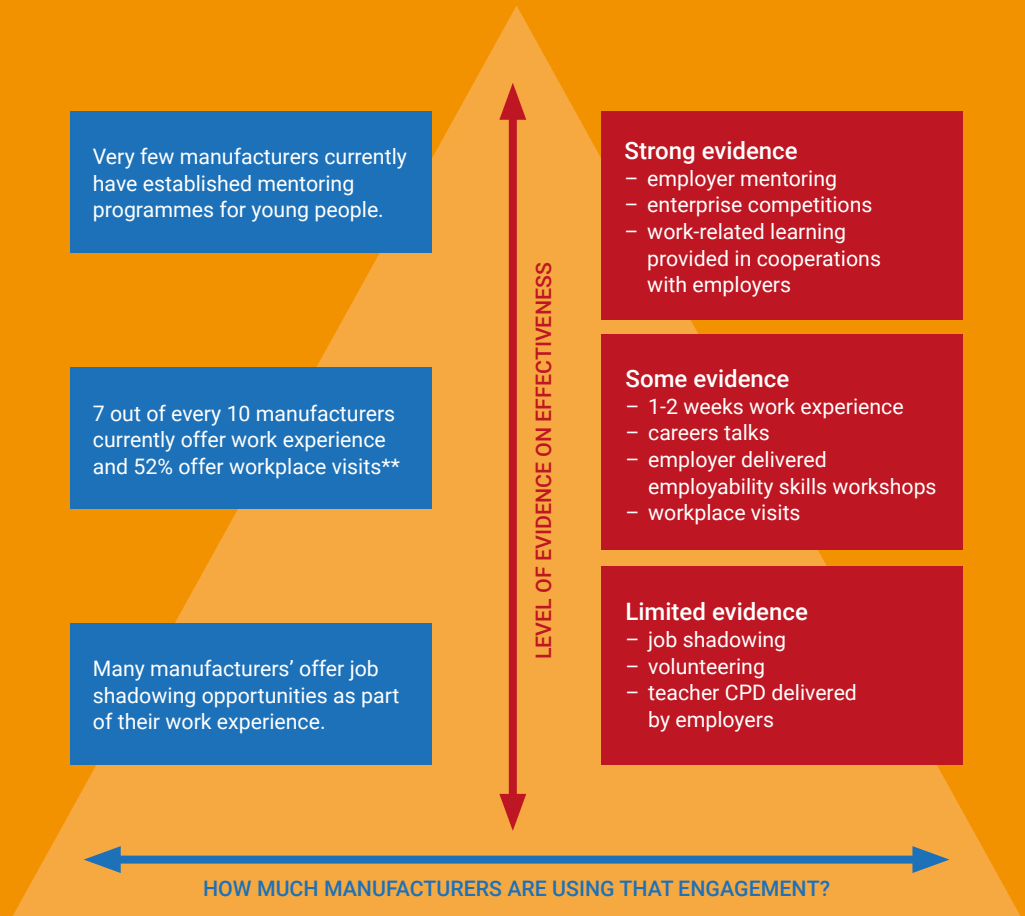 Very few manufacturers currently
have established mentoring
programmes for young people.
Strong evidence
– employer mentoring
– enterprise competitions
– work-related learning
provided in cooperations
with employers
7 out of every 10 manufacturers
currently offer work experience
and 52% offer workplace visits**
Some evidence
– 1-2 weeks work experience
– careers talks
– employer delivered
employability skills workshops
– workplace visits
Many manufacturers’ offer job
shadowing opportunities as part
of their work experience.
Limited evidence
– job shadowing
– volunteering
– teacher CPD delivered
by employers
LEVEL OF EVIDENCE ON EFFECTIVENESS
HOW MUCH MANUFACTURERS ARE USING THAT ENGAGEMENT?